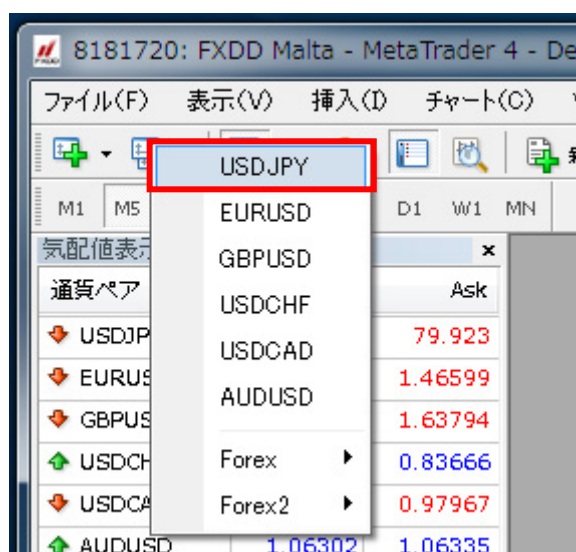 8181720: FXDD Malta - MetaTrader 4 - De
ファイル(F) 表示(V) 挿入(I) チャート(C)
USDJPY
EURUSD
GBPUSD
USDCHF
USDCAD
AUDUSD
Forex
Forex2
M1 M5 D1 W1 MN
気配値表示
通貨ペア Ask
USDJP 79.923
EURUS 1.46599
GBPUS 1.63794
USDCH 0.83666
USDCA 0.97967
AUDUSD 1.06302 1.06335